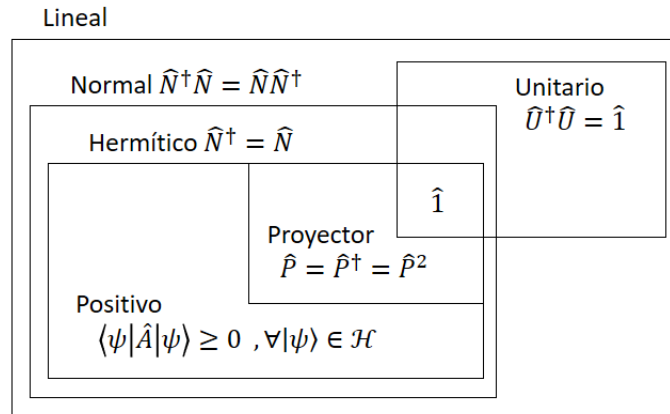 Lineal
Normal N̂†N̂ = N̂N̂†
Unitario
Û†Û = 1̂
Hermítico N̂† = N̂
1̂
Proyector
P̂ = P̂† = P̂²
Positivo
⟨ψ|Â|ψ⟩ ≥ 0 , ∀|ψ⟩ ∈ ℋ